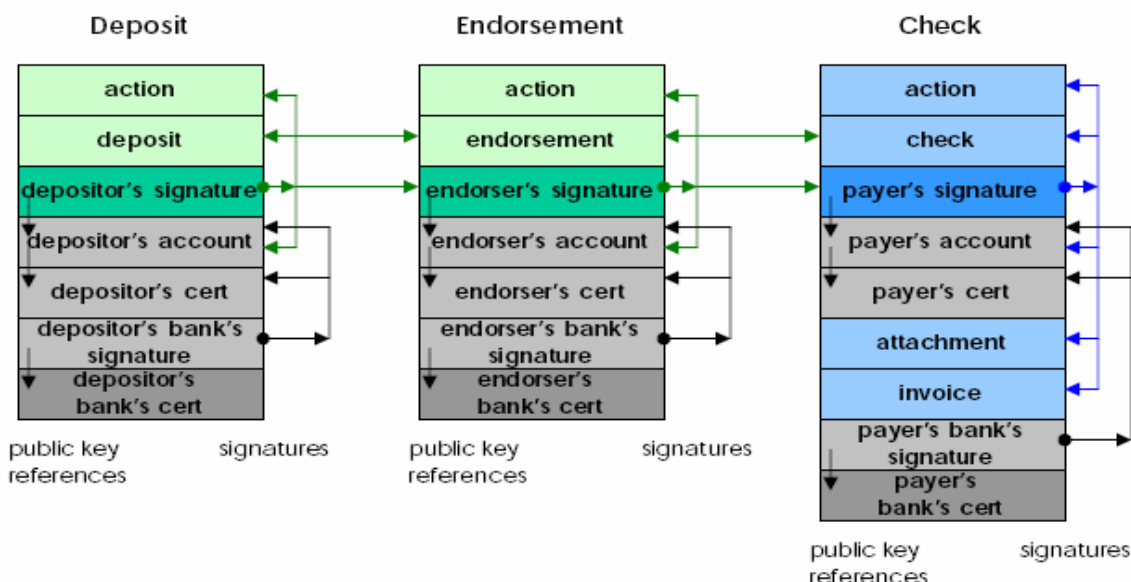 Deposit
action
deposit
depositor's signature
depositor's account
depositor's cert
depositor's bank's
signature
depositor's
bank's cert
public key
references
signatures
Endorsement
action
endorsement
endorser's signature
endorser's account
endorser's cert
endorser's bank's
signature
endorser's
bank's cert
public key
references
signatures
Check
action
check
payer's signature
payer's account
payer's cert
attachment
invoice
payer's bank's
signature
payer's
bank's cert
public key
references
signatures